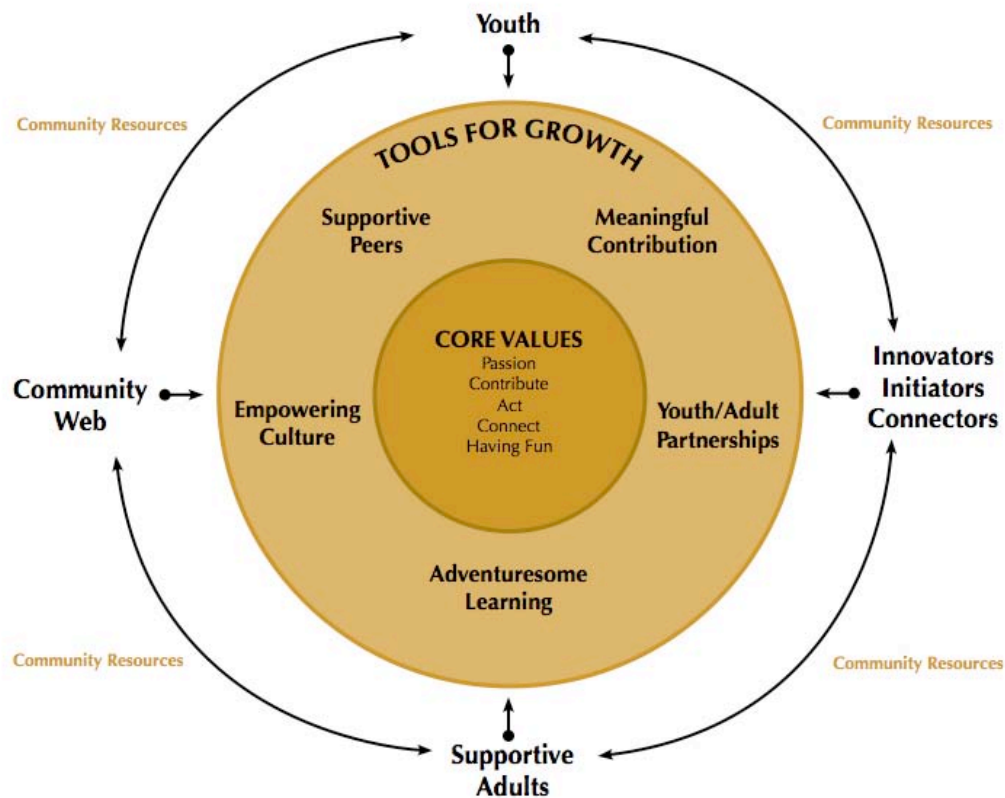 Youth
Community Resources
Community Resources
TOOLS FOR GROWTH
Supportive
Peers
Meaningful
Contribution
CORE VALUES
Passion
Contribute
Act
Connect
Having Fun
Community
Web
Empowering
Culture
Youth/Adult
Partnerships
Innovators
Initiators
Connectors
Adventuresome
Learning
Community Resources
Community Resources
Supportive
Adults